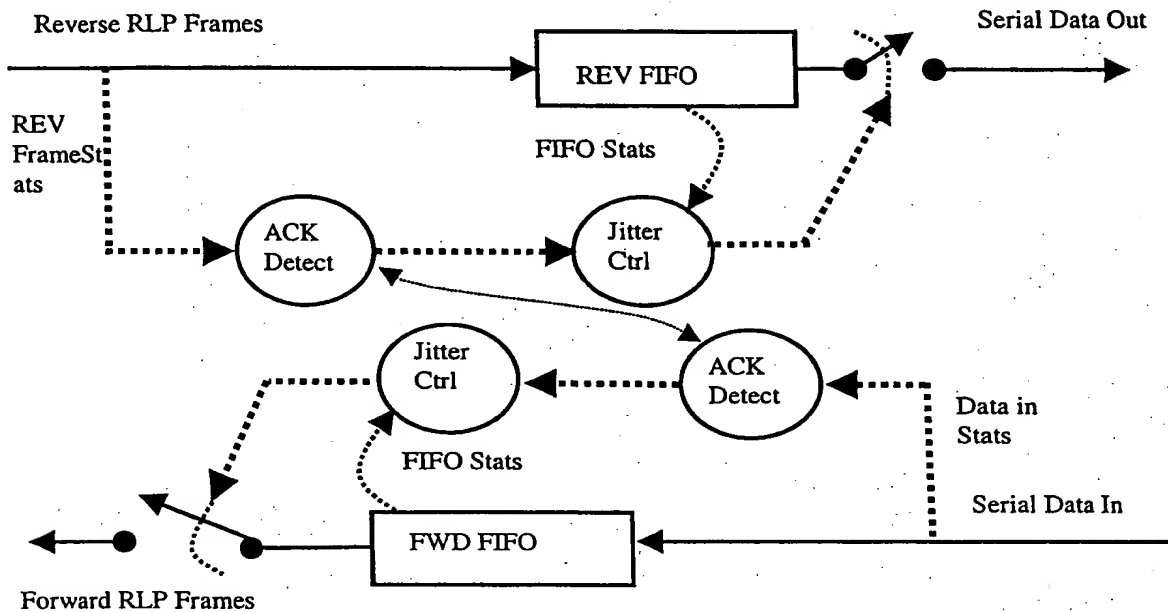 Reverse RLP Frames
Serial Data Out
REV FIFO
REV
FrameSt
ats
FIFO Stats
ACK
Detect
Jitter
Ctrl
Jitter
Ctrl
ACK
Detect
Data in
Stats
FIFO Stats
Serial Data In
FWD FIFO
Forward RLP Frames